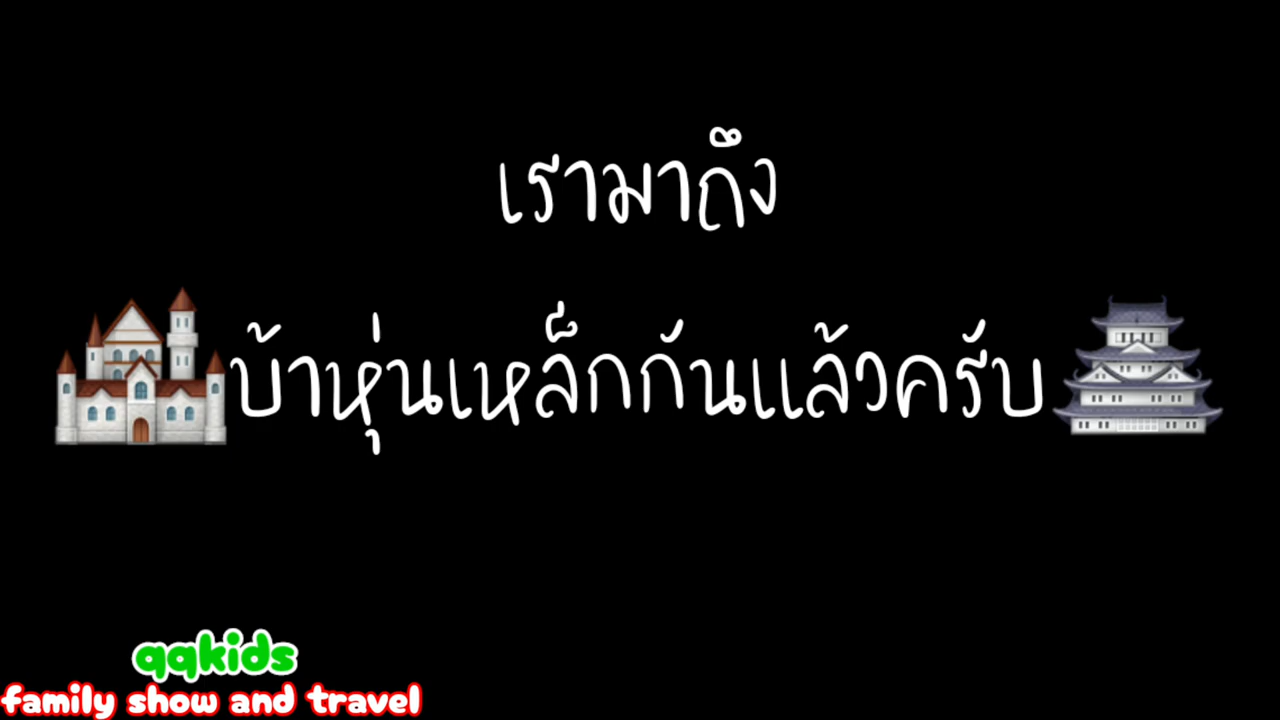 เรามาถึง
🏰บ้าหุ่นเหล็กกันแล้วครับ🏯
qqkids
family show and travel